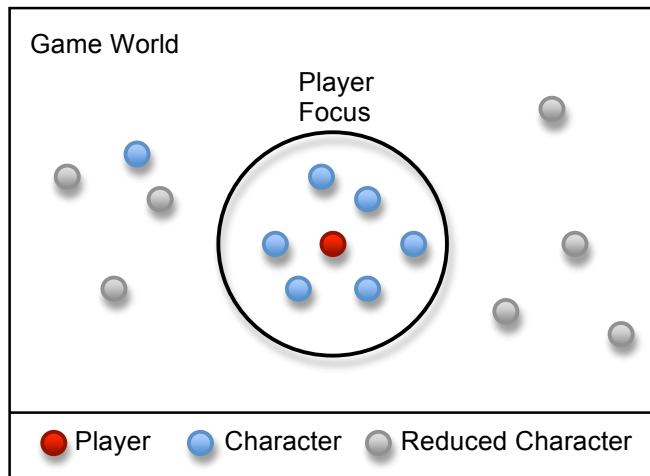 Game World
Player
Focus
Player
Character
Reduced Character